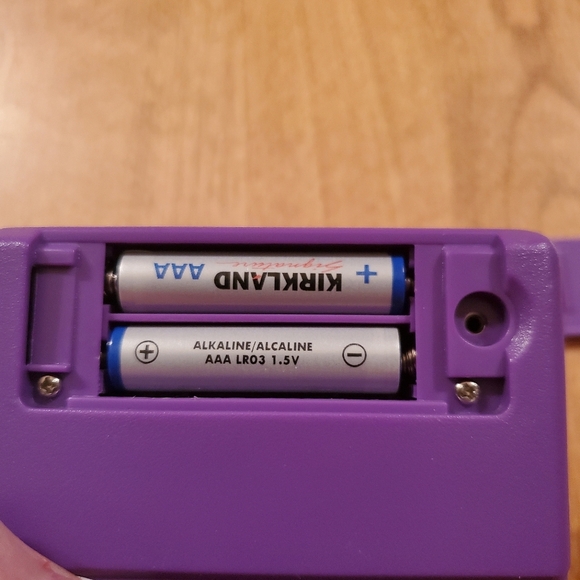 + KIRKLAND
Signature
AAA
+ ALKALINE/ALCALINE -
AAA LR03 1.5V